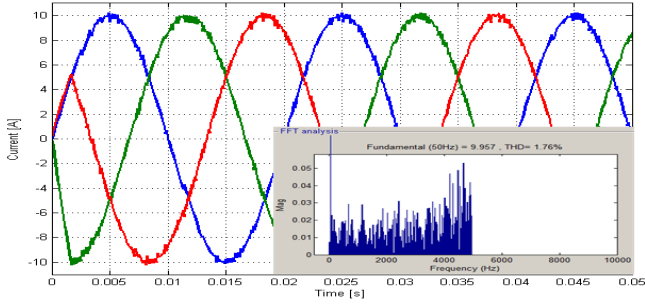 10
8
6
4
2
0
-2
-4
-6
-8
-10
Current [A]
0 0.005 0.01 0.015 0.02 0.025 0.03 0.035 0.04 0.045 0.05
Time [s]
FFT analysis
Fundamental (50Hz) = 9.957 , THD= 1.76%
0.05
0.04
0.03
0.02
0.01
0
Mag
0 2000 4000 6000 8000 10000
Frequency (Hz)